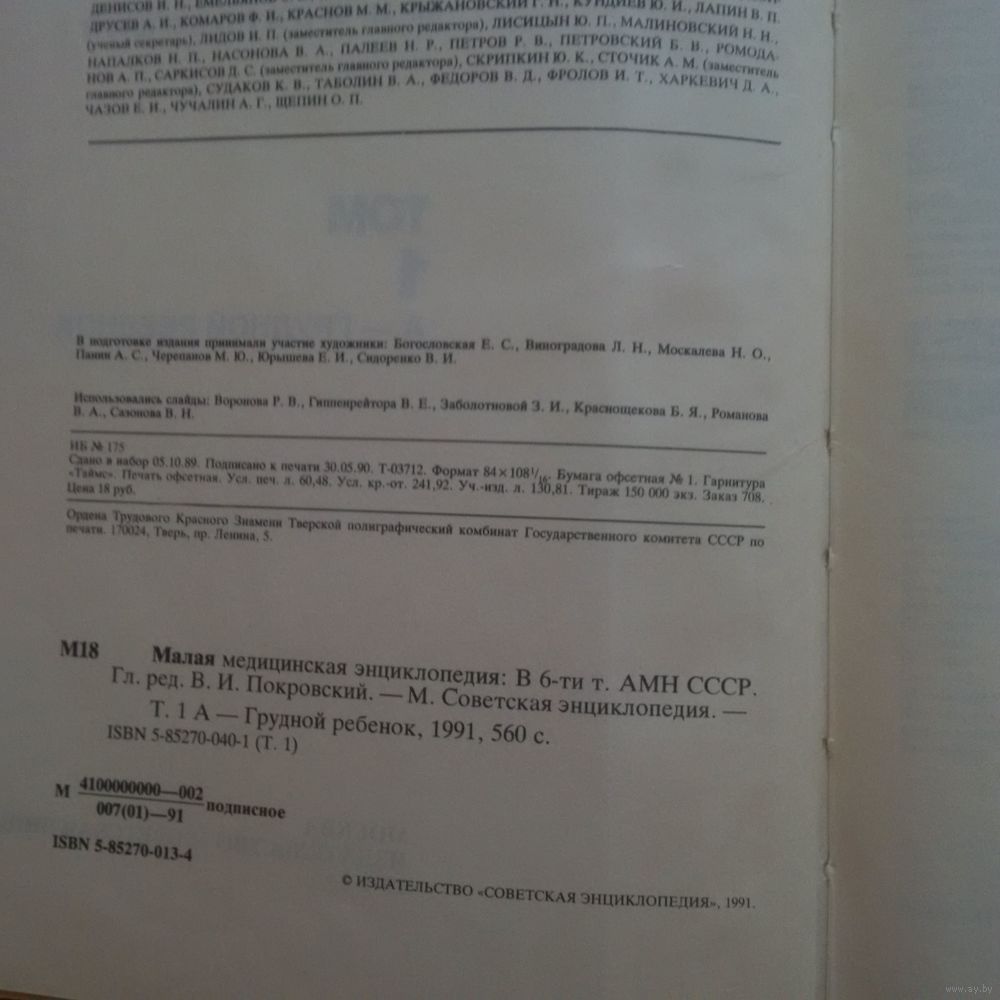 ДЕНИСОВ И. Н., КРЫЖАНОВСКИЙ Г. Н., КУНДИЕВ Ю. И., ЛАПИН В. П.
ДРУСЕВ А. И., КОМАРОВ Ф. И., КРАСНОВ М. М.,
(ученый секретарь), ЛИДОВ И. П. (заместитель главного редактора), ЛИСИЦЫН Ю. П., МАЛИНОВСКИЙ Н. Н.,
НАПАЛКОВ Н. П., НАСОНОВА В. А., ПАЛЕЕВ Н. Р., ПЕТРОВ Р. В., ПЕТРОВСКИЙ Б. В., РОМОДА-
НОВ А. П., САРКИСОВ Д. С. (заместитель главного редактора), СКРИПКИН Ю. К., СТОЧИК А. М. (заместитель
главного редактора), СУДАКОВ К. В., ТАБОЛИН В. А., ФЕДОРОВ В. Д., ФРОЛОВ И. Т., ХАРКЕВИЧ Д. А.,
ЧАЗОВ Е. И., ЧУЧАЛИН А. Г., ЩЕПИН О. П.
В подготовке издания принимали участие художники: Богословская Е. С., Виноградова Л. Н., Москалева Н. О.,
Панин А. С., Черепанов М. Ю., Юрышева Е. И., Сидоренко В. И.
Использовались слайды: Воронова Р. В., Гиппенрейтора В. Е., Заболотновой З. И., Краснощекова Б. Я., Романова
В. А., Сазонова В. Н.
ИБ № 175
Сдано в набор 05.10.89. Подписано к печати 30.05.90. Т-03712. Формат 84×108 1/16. Бумага офсетная № 1. Гарнитура
«Таймс». Печать офсетная. Усл. печ. л. 60,48. Усл. кр.-от. 241,92. Уч.-изд. л. 130,81. Тираж 150 000 экз. Заказ 708.
Цена 18 руб.
Ордена Трудового Красного Знамени Тверской полиграфический комбинат Государственного комитета СССР по
печати. 170024, Тверь, пр. Ленина, 5.
М18 Малая медицинская энциклопедия: В 6-ти т. АМН СССР.
Гл. ред. В. И. Покровский. — М. Советская энциклопедия. —
Т. 1 А — Грудной ребенок, 1991, 560 с.
ISBN 5-85270-040-1 (Т. 1)
М 4100000000—002
007(01)—91 подписное
ISBN 5-85270-013-4
© ИЗДАТЕЛЬСТВО «СОВЕТСКАЯ ЭНЦИКЛОПЕДИЯ», 1991.
www.ay.by